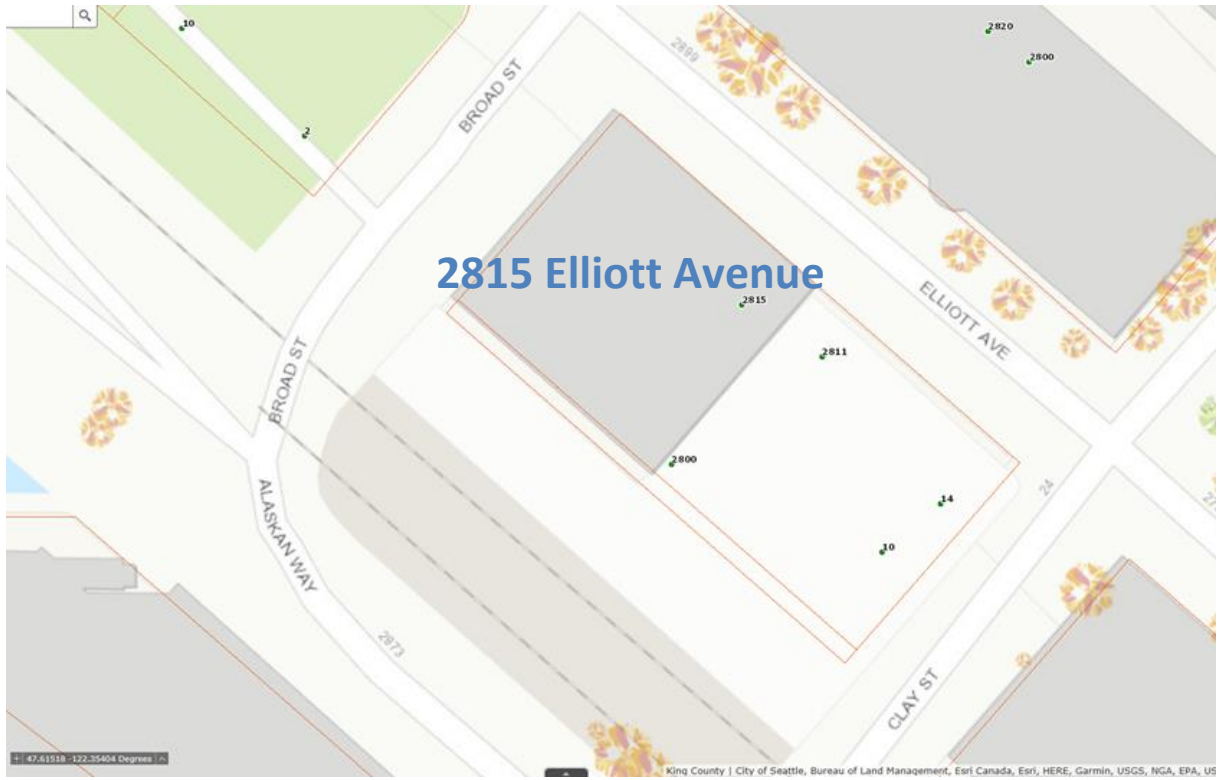 10
2820
2899
2800
BROAD ST
2
2815 Elliott Avenue
2815
ELLIOTT AVE
2811
BROAD ST
2800
24
14
ALASKAN WAY
10
2873
CLAY ST
47.61518 -122.35404 Degrees
King County | City of Seattle, Bureau of Land Management, Esri Canada, Esri, HERE, Garmin, USGS, NGA, EPA, US